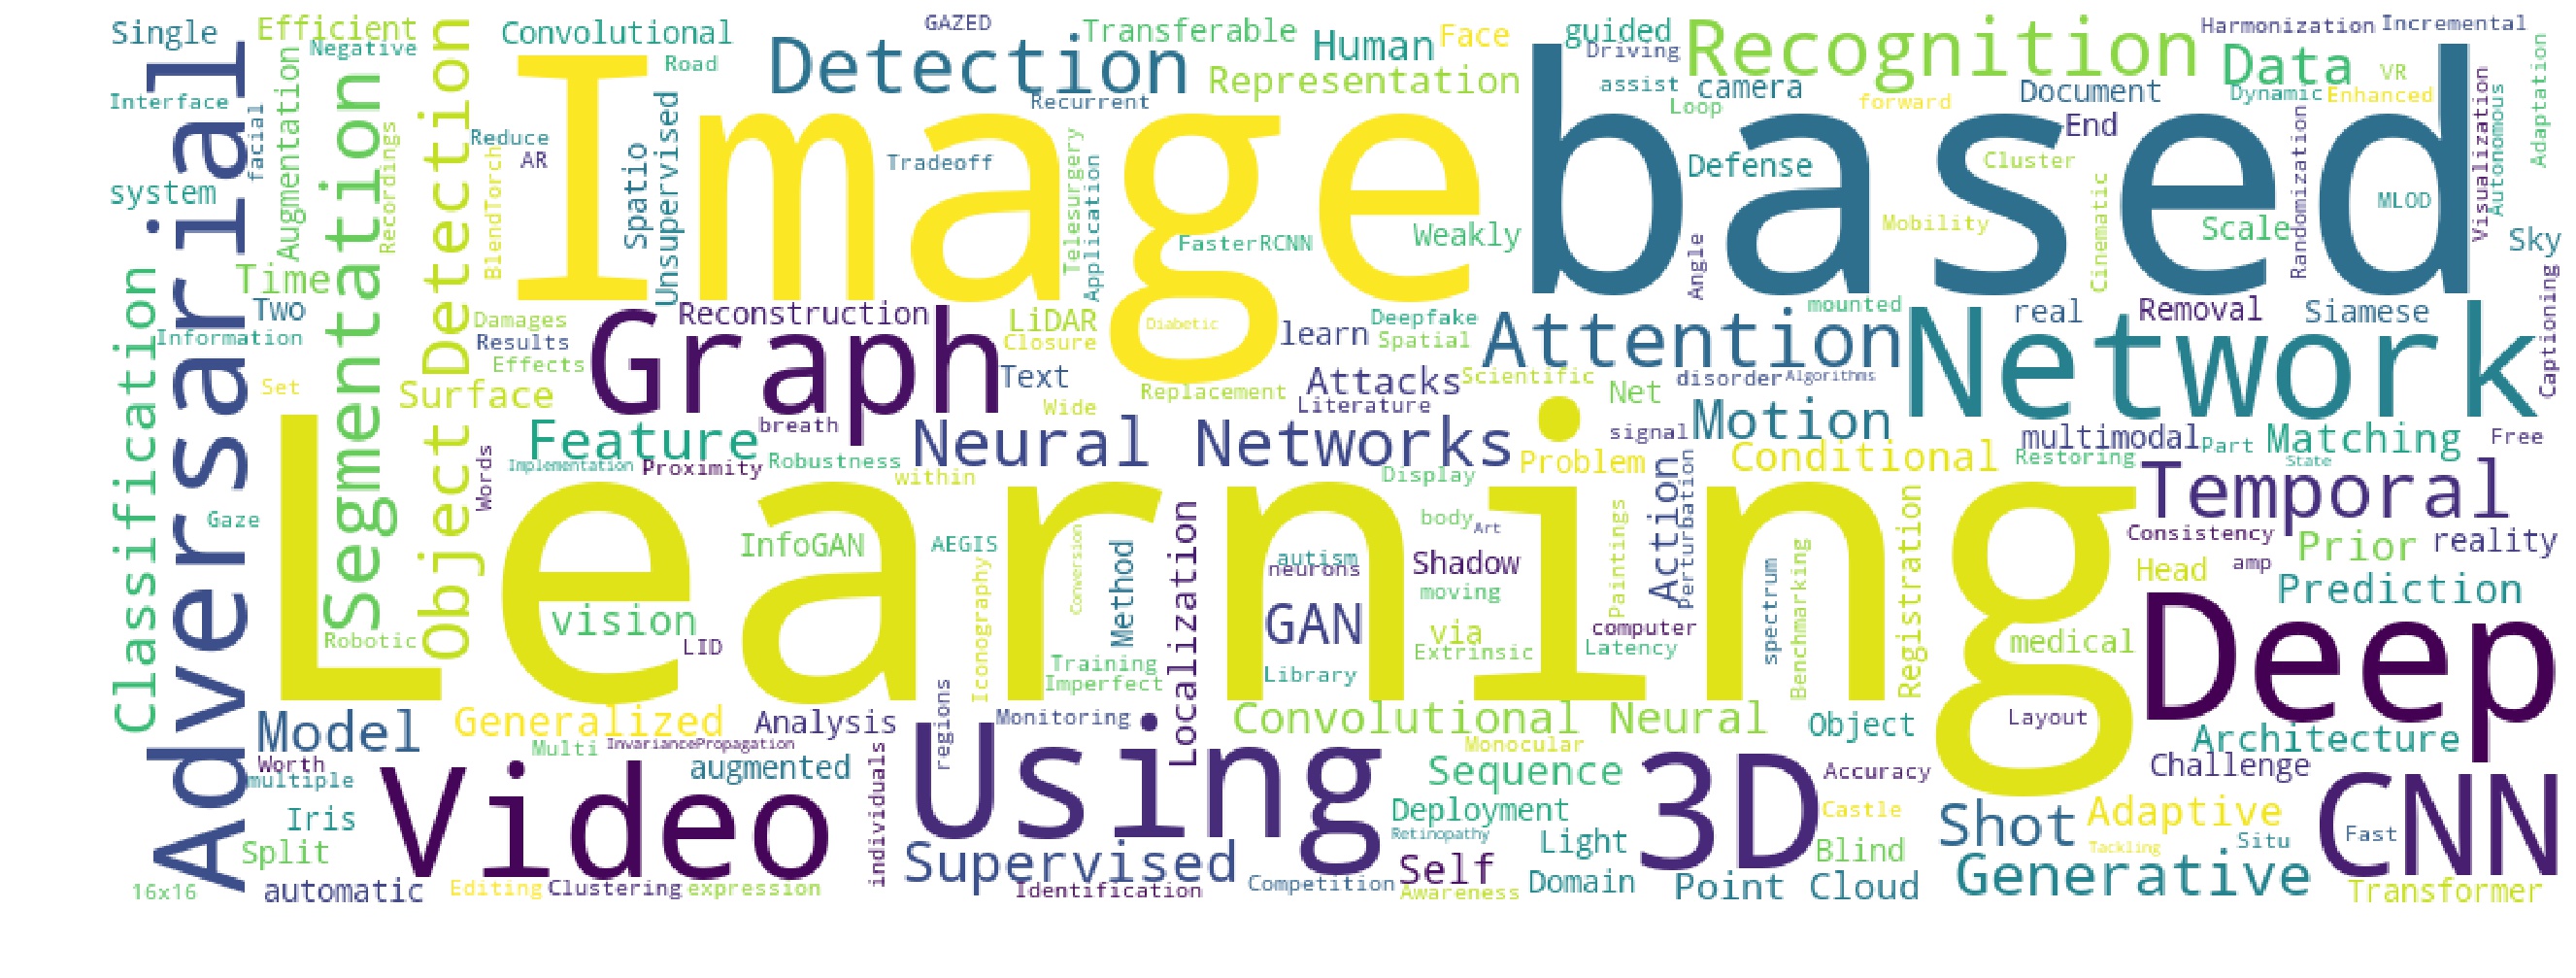 Single
Efficient
Negative
Convolutional
GAZED
Transferable
Human
Face
guided
Driving
Recognition
Harmonization
Incremental
Road
Detection
Representation
assist
camera
Loop
forward
Document
Data
VR
Dynamic
Enhanced
Adaptation
Interface
facial
Augmentation
Recordings
Segmentation
Object Detection
Reduce
AR
BlendTorch
Image
Spatio
Unsupervised
Recurrent
Tradeoff
Telesurgery
Application
FasterRCNN
Weakly
based
Defense
End
Cluster
Mobility
Angle
Cinematic
Scale
Randomization
MLOD
Visualization
Autonomous
Sky
system
Adversarial
Classification
Time
Two
Information
Set
Damages
Results
Effects
Surface
Reconstruction
Graph
LiDAR
Closure
Text
Wide
Diabetic
Replacement
learn
Deepfake
Spatial
Attacks
Literature
Scientific
Attention
mounted
Net
disorder
Algorithms
real
Removal
Siamese
Network
Captioning
Gaze
Words
Feature
Implementation
Proximity
breath
Robustness
Neural Networks
within
Display
Problem
signal
Motion
Conditional
multimodal
Part
Matching
Free
Restoring
State
Temporal
Learning
InfoGAN
AEGIS
Iconography
Conversion
Method
Localization
autism
neurons
body
Art
Shadow
moving
Paintings
Action
Perturbation
Registration
Consistency
Prior
reality
Head
amp
Prediction
Robotic
vision
LID
Training
Imperfect
GAN
Library
via
Extrinsic
computer
Latency
spectrum
Benchmarking
medical
Deep
Model
Generalized
Analysis
Monitoring
regions
Convolutional Neural
Object
Layout
Architecture
Multi
InvariancePropagation
Worth
multiple
augmented
individuals
Using
Monocular
Sequence
3D
Accuracy
Challenge
CNN
Iris
Video
Deployment
Retinopathy
Light
Castle
Shot
Adaptive
Situ
Fast
Tackling
Split
Supervised
Self
Blind
16x16
automatic
Editing
Clustering
expression
Identification
Competition
Awareness
Domain
Point Cloud
Generative
Transformer